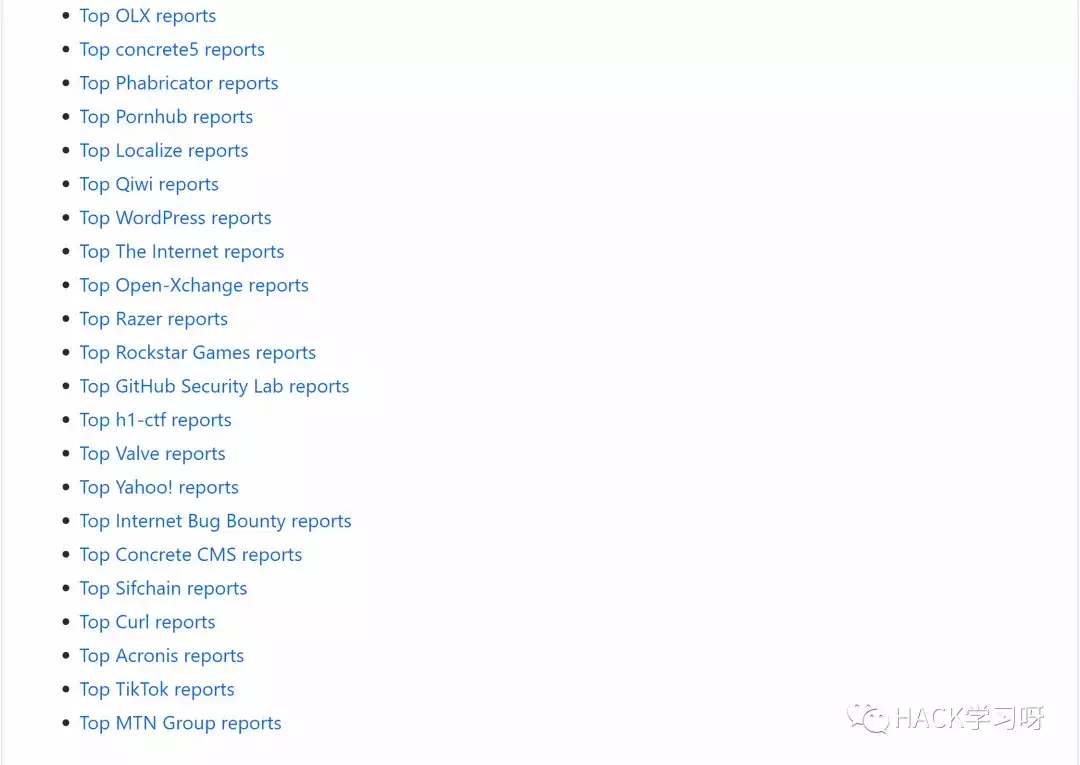 Top OLX reports
Top concrete5 reports
Top Phabricator reports
Top Pornhub reports
Top Localize reports
Top Qiwi reports
Top WordPress reports
Top The Internet reports
Top Open-Xchange reports
Top Razer reports
Top Rockstar Games reports
Top GitHub Security Lab reports
Top h1-ctf reports
Top Valve reports
Top Yahoo! reports
Top Internet Bug Bounty reports
Top Concrete CMS reports
Top Sifchain reports
Top Curl reports
Top Acronis reports
Top TikTok reports
Top MTN Group reports
HACK学习呀